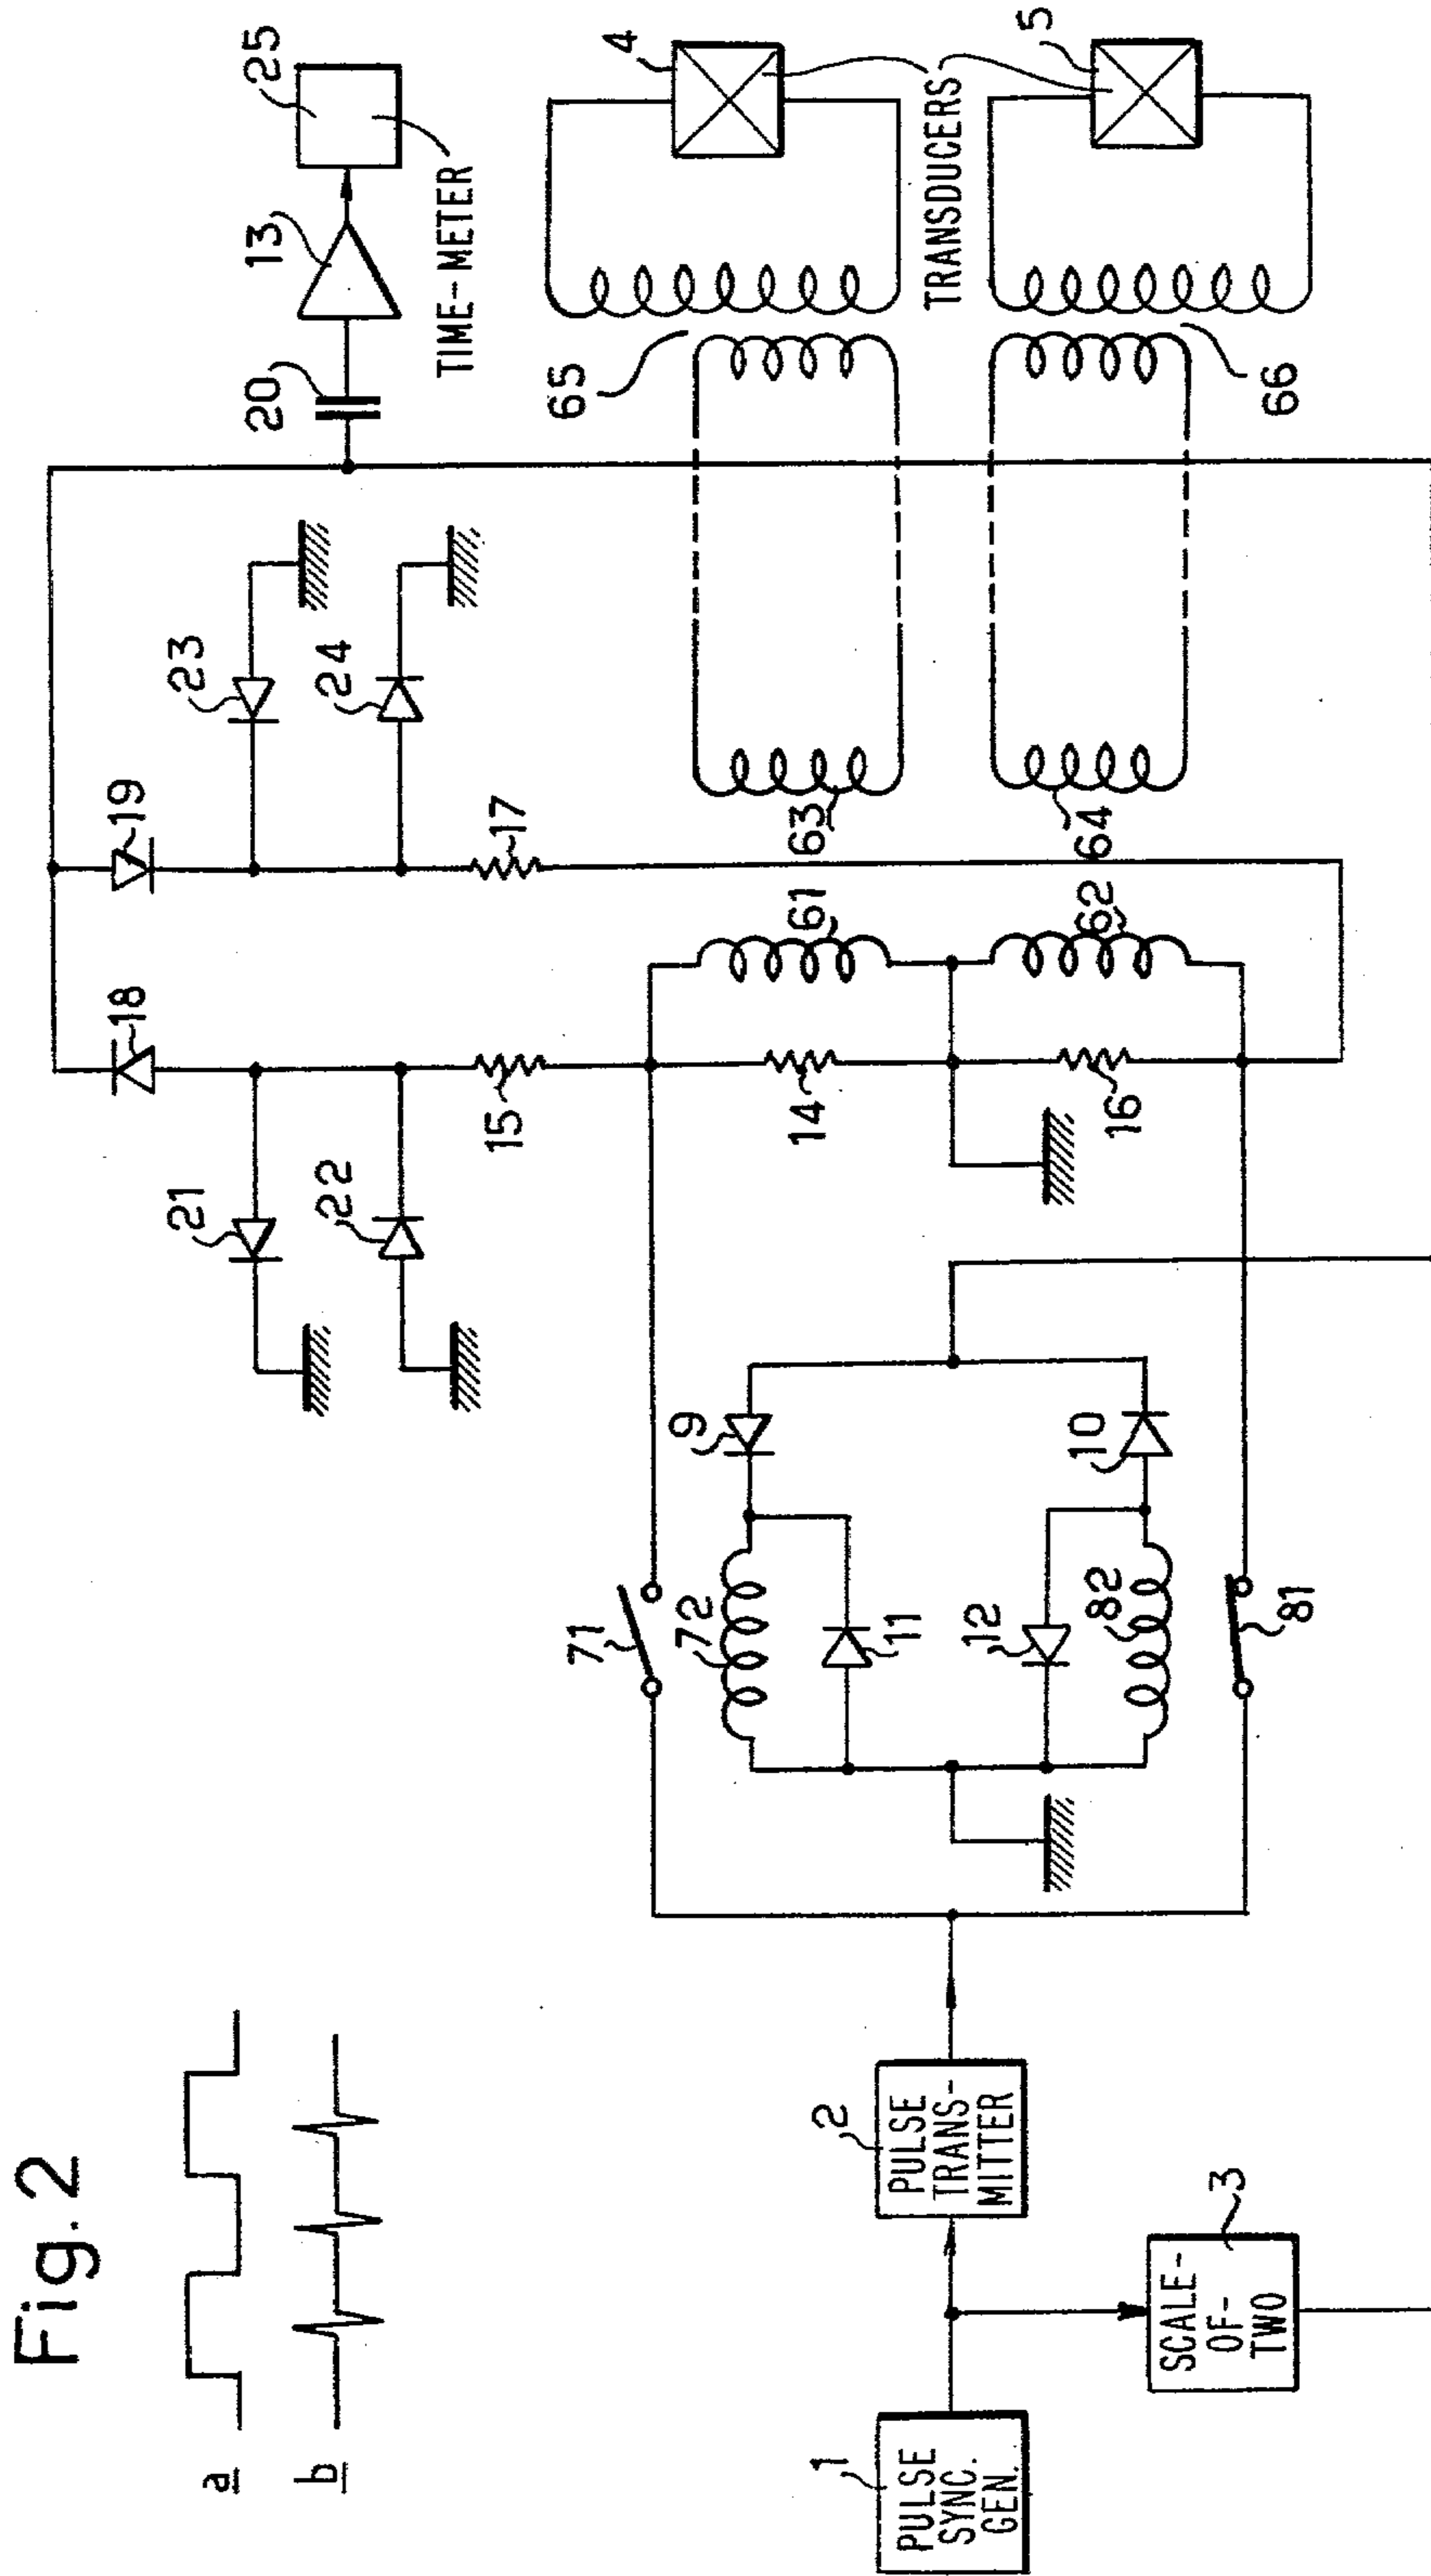 Fig. 2
a
b
1
PULSE
SYNC.
GEN.
2
PULSE
TRANS-
MITTER
3
SCALE-
OF-
TWO
71
72
11
12
82
81
9
10
21
22
18
15
14
16
19
17
61
62
23
24
63
64
65
66
20
13
25
TIME-METER
4
5
TRANSDUCERS